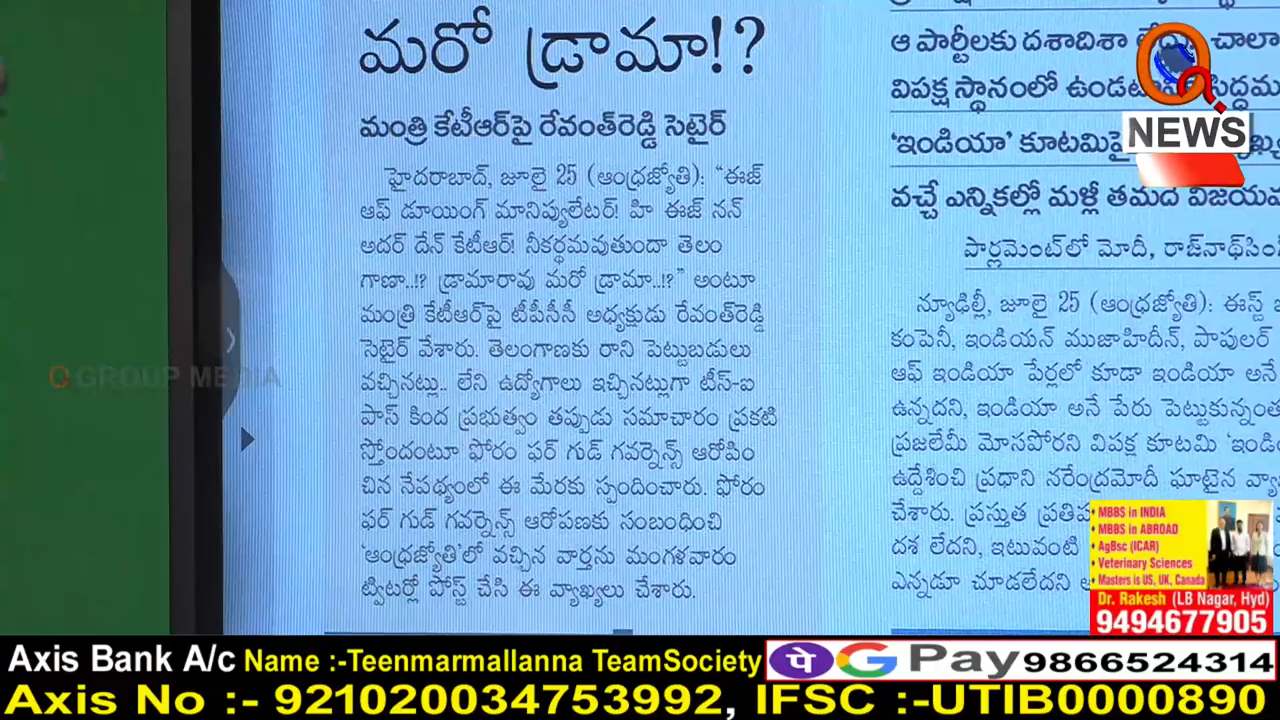 మరో డ్రామా!?
మంత్రి కేటీఆర్‌పై రేవంత్‌రెడ్డి సెటైర్
హైదరాబాద్, జూలై 25 (ఆంధ్రజ్యోతి): “ఈజ్
ఆఫ్ డూయింగ్ మానిప్యులేటర్! హి ఈజ్ నన్
అదర్ దేన్ కేటీఆర్! నీకర్థమవుతుందా తెలం
గాణా..!? డ్రామారావు మరో డ్రామా..!?” అంటూ
మంత్రి కేటీఆర్‌పై టీపీసీసీ అధ్యక్షుడు రేవంత్‌రెడ్డి
సెటైర్ వేశారు. తెలంగాణకు రాని పెట్టుబడులు
వచ్చినట్లు.. లేని ఉద్యోగాలు ఇచ్చినట్లుగా టీస్-ఐ
పాస్ కింద ప్రభుత్వం తప్పుడు సమాచారం ప్రకటి
స్తోందంటూ ఫోరం ఫర్ గుడ్ గవర్నెన్స్ ఆరోపిం
చిన నేపథ్యంలో ఈ మేరకు స్పందించారు. ఫోరం
ఫర్ గుడ్ గవర్నెన్స్ ఆరోపణకు సంబంధించి
‘ఆంధ్రజ్యోతి’లో వచ్చిన వార్తను మంగళవారం
ట్విటర్లో పోస్ట్ చేసి ఈ వ్యాఖ్యలు చేశారు.
ఆ పార్టీలకు దశాదిశా
విపక్ష స్థానంలో
‘ఇండియా’
వచ్చే ఎన్నికల్లో మళ్లీ తమదే
పార్లమెంట్‌లో మోదీ, రాజ్‌నాథ్‌సింగ్
న్యూఢిల్లీ, జూలై 25 (ఆంధ్రజ్యోతి): ఈస్ట్
కంపెనీ, ఇండియన్ ముజాహిదీన్, పాపులర్
ఆఫ్ ఇండియా పేర్లలో కూడా ఇండియా అనే
ఉన్నదని, ఇండియా అనే పేరు
ప్రజలేమీ మోసపోరని విపక్ష కూటమి
ఉద్దేశించి ప్రధాని నరేంద్రమోదీ ఘాటైన
చేశారు. ప్రస్తుత
దశ లేదని, ఇటువంటి
ఎన్నడూ చూడలేదని
Q
NEWS
Q GROUP MEDIA
• MBBS in INDIA
• MBBS in ABROAD
• AgBsc (ICAR)
• Veterinary Sciences
• Masters is US, UK, Canada
Dr. Rakesh (LB Nagar, Hyd)
9494677905
Axis Bank A/c Name :-Teenmarmallanna TeamSociety पे G Pay 9866524314
Axis No :- 921020034753992, IFSC :-UTIB0000890